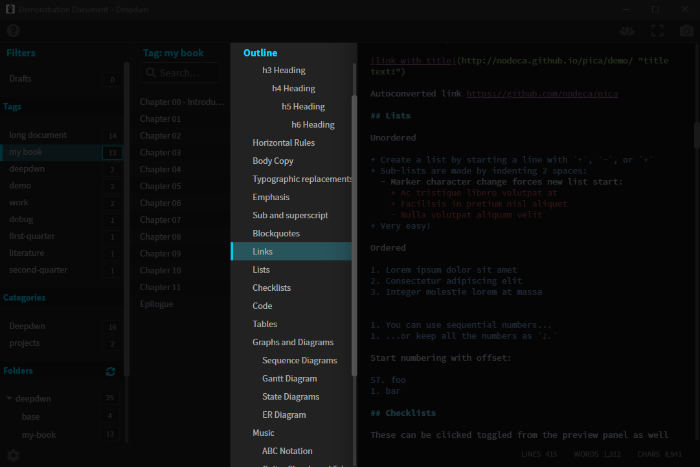 Demonstration Document – Deepdwn
Filters
Drafts 0
Tags
long document 14
my book 13
deepdwn 7
demo 3
work 2
debug 1
first-quarter 1
literature 1
second-quarter 1
Categories
Deepdwn 16
projects 2
Folders
deepdwn 25
base 4
my-book 13
Tag: my book
Search...
Chapter 00 - Introdu...
Chapter 01
Chapter 02
Chapter 03
Chapter 04
Chapter 05
Chapter 06
Chapter 07
Chapter 08
Chapter 09
Chapter 10
Chapter 11
Epilogue
Outline
h3 Heading
h4 Heading
h5 Heading
h6 Heading
Horizontal Rules
Body Copy
Typographic replacements
Emphasis
Sub and superscript
Blockquotes
Links
Lists
Checklists
Code
Tables
Graphs and Diagrams
Sequence Diagrams
Gantt Diagram
State Diagrams
ER Diagram
Music
ABC Notation
[link with title](http://nodeca.github.io/pica/demo/ "title
text!")
Autoconverted link https://github.com/nodeca/pica
## Lists
Unordered
+ Create a list by starting a line with `+`, `-`, or `*`
+ Sub-lists are made by indenting 2 spaces:
- Marker character change forces new list start:
* Ac tristique libero volutpat at
+ Facilisis in pretium nisl aliquet
- Nulla volutpat aliquam velit
+ Very easy!
Ordered
1. Lorem ipsum dolor sit amet
2. Consectetur adipiscing elit
3. Integer molestie lorem at massa
1. You can use sequential numbers...
1. ...or keep all the numbers as `1.`
Start numbering with offset:
57. foo
1. bar
## Checklists
These can be clicked toggled from the preview panel as well
LINES 415 WORDS 1,312 CHARS 8,941